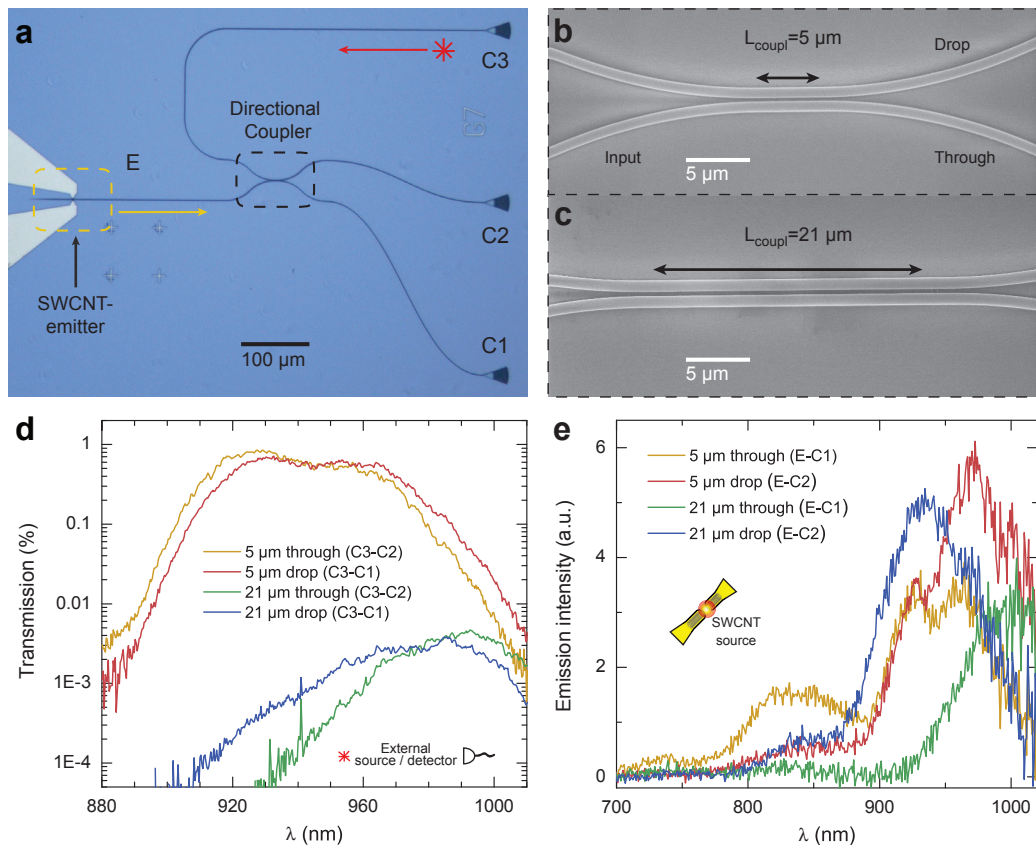 a
C3
G7
Directional
Coupler
E
C2
SWCNT-
emitter
100 µm
C1
b
L_coupl=5 µm
Drop
Input
5 µm
Through
c
L_coupl=21 µm
5 µm
d
Transmission (%)
1
0.1
0.01
1E-3
1E-4
5 µm through (C3-C2)
5 µm drop (C3-C1)
21 µm through (C3-C2)
21 µm drop (C3-C1)
External
source / detector
880
920
960
1000
λ (nm)
e
Emission intensity (a.u.)
6
4
2
0
5 µm through (E-C1)
5 µm drop (E-C2)
21 µm through (E-C1)
21 µm drop (E-C2)
SWCNT
source
700
800
900
1000
λ (nm)